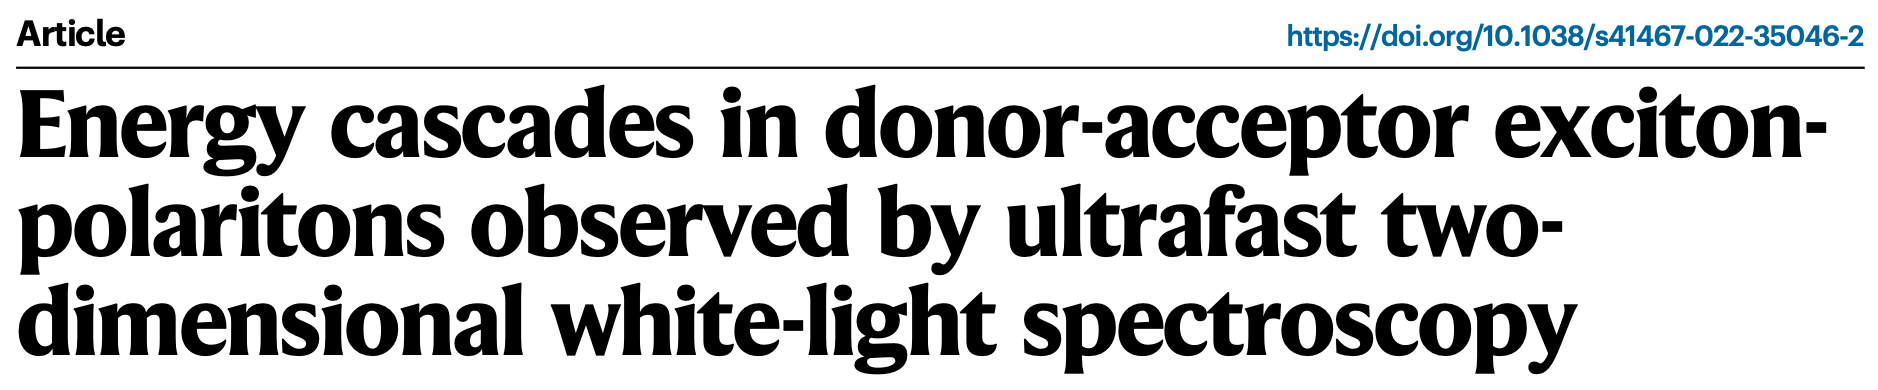 Article
https://doi.org/10.1038/s41467-022-35046-2
Energy cascades in donor-acceptor exciton-
polaritons observed by ultrafast two-
dimensional white-light spectroscopy